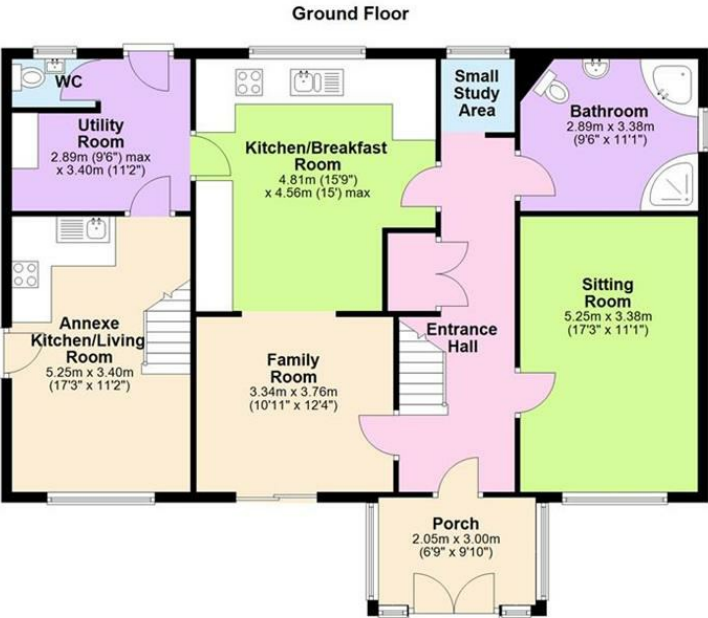 Ground Floor
WC
Utility
Room
2.89m (9'6") max
x 3.40m (11'2")
Kitchen/Breakfast
Room
4.81m (15'9")
x 4.56m (15') max
Small
Study
Area
Bathroom
2.89m x 3.38m
(9'6" x 11'1")
Annexe
Kitchen/Living
Room
5.25m x 3.40m
(17'3" x 11'2")
Family
Room
3.34m x 3.76m
(10'11" x 12'4")
Entrance
Hall
Sitting
Room
5.25m x 3.38m
(17'3" x 11'1")
Porch
2.05m x 3.00m
(6'9" x 9'10")